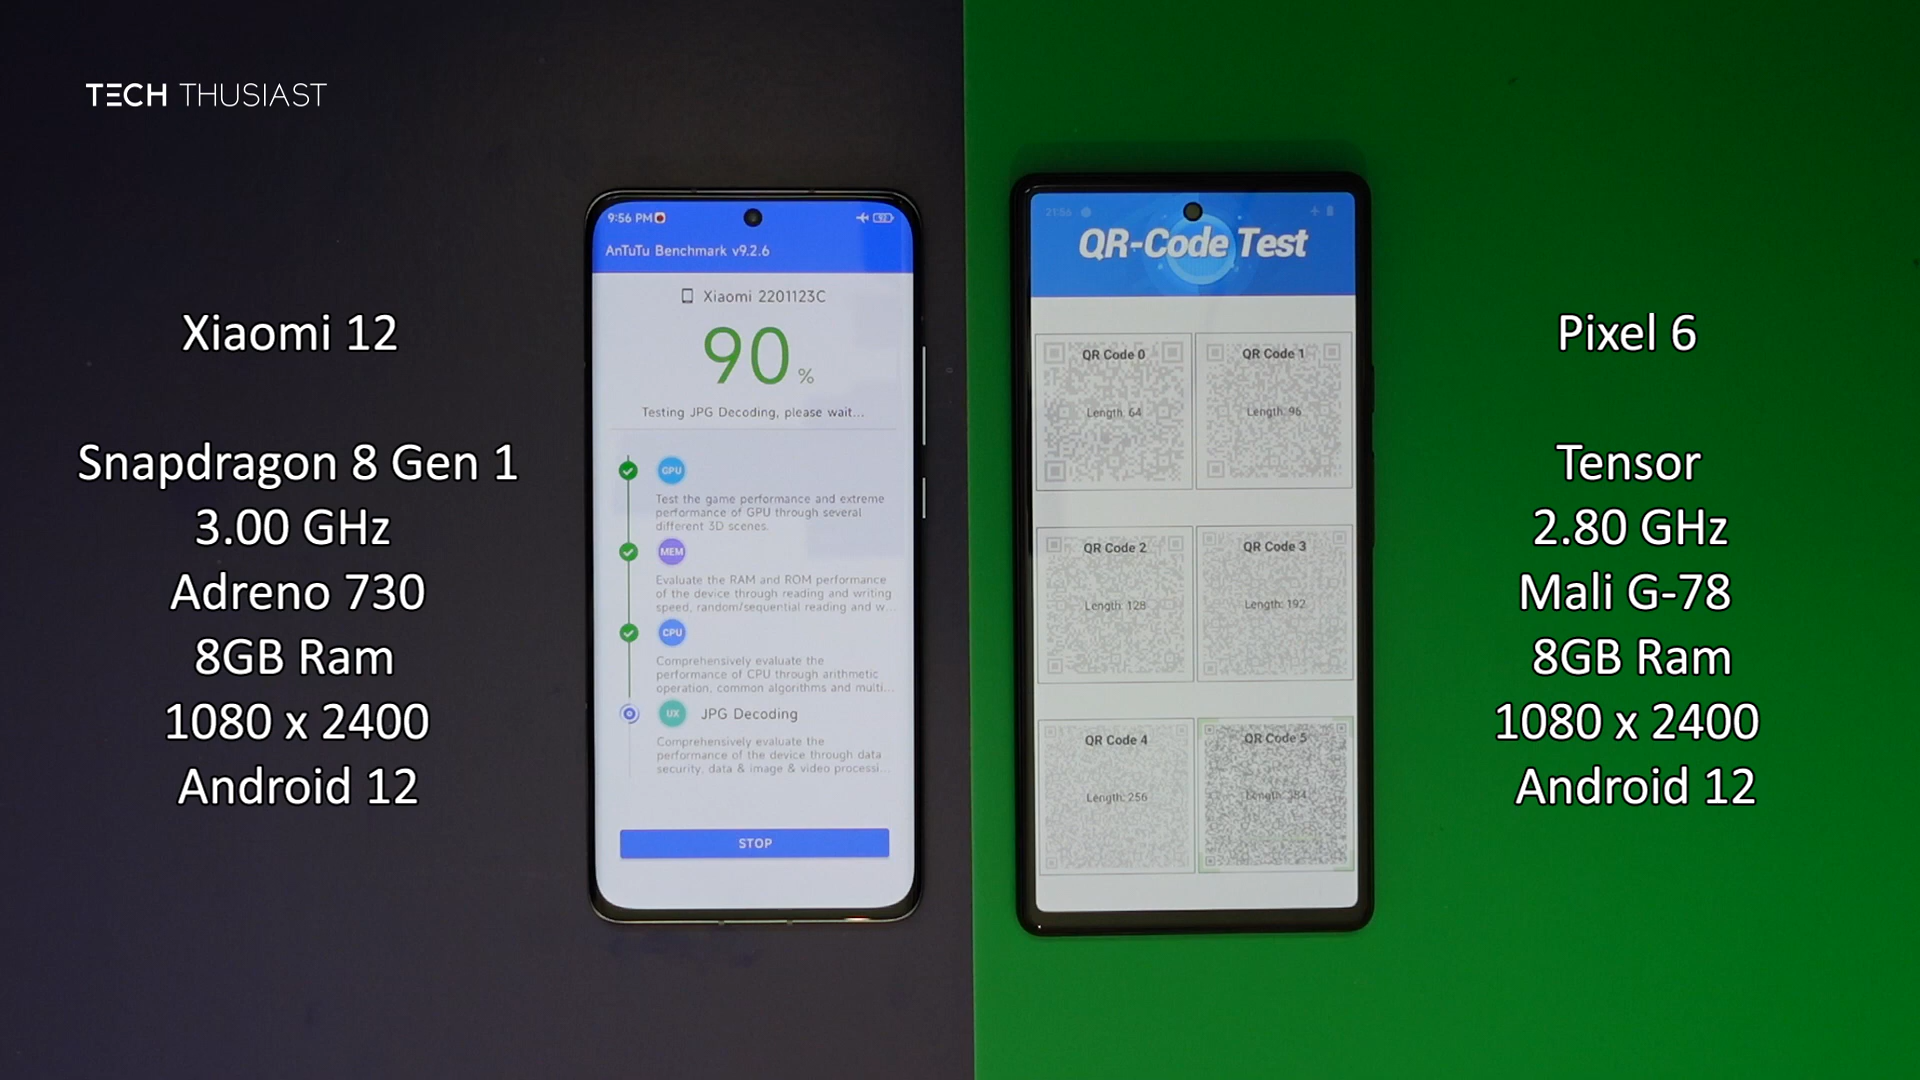 TECH THUSIAST
Xiaomi 12
Snapdragon 8 Gen 1
3.00 GHz
Adreno 730
8GB Ram
1080 x 2400
Android 12
9:56 PM
92
AnTuTu Benchmark v9.2.6
Xiaomi 2201123C
90%
Testing JPG Decoding, please wait...
GPU
Test the game performance and extreme
performance of GPU through several
different 3D scenes.
MEM
Evaluate the RAM and ROM performance
of the device through reading and writing
speed, random/sequential reading and w...
CPU
Comprehensively evaluate the
performance of CPU through arithmetic
operation, common algorithms and multi...
UX JPG Decoding
Comprehensively evaluate the
performance of the device through data
security, data & image & video processi...
STOP
21:56
QR-Code Test
QR Code 0
Length: 64
QR Code 1
Length: 96
QR Code 2
Length: 128
QR Code 3
Length: 192
QR Code 4
Length: 256
QR Code 5
Length: 384
Pixel 6
Tensor
2.80 GHz
Mali G-78
8GB Ram
1080 x 2400
Android 12